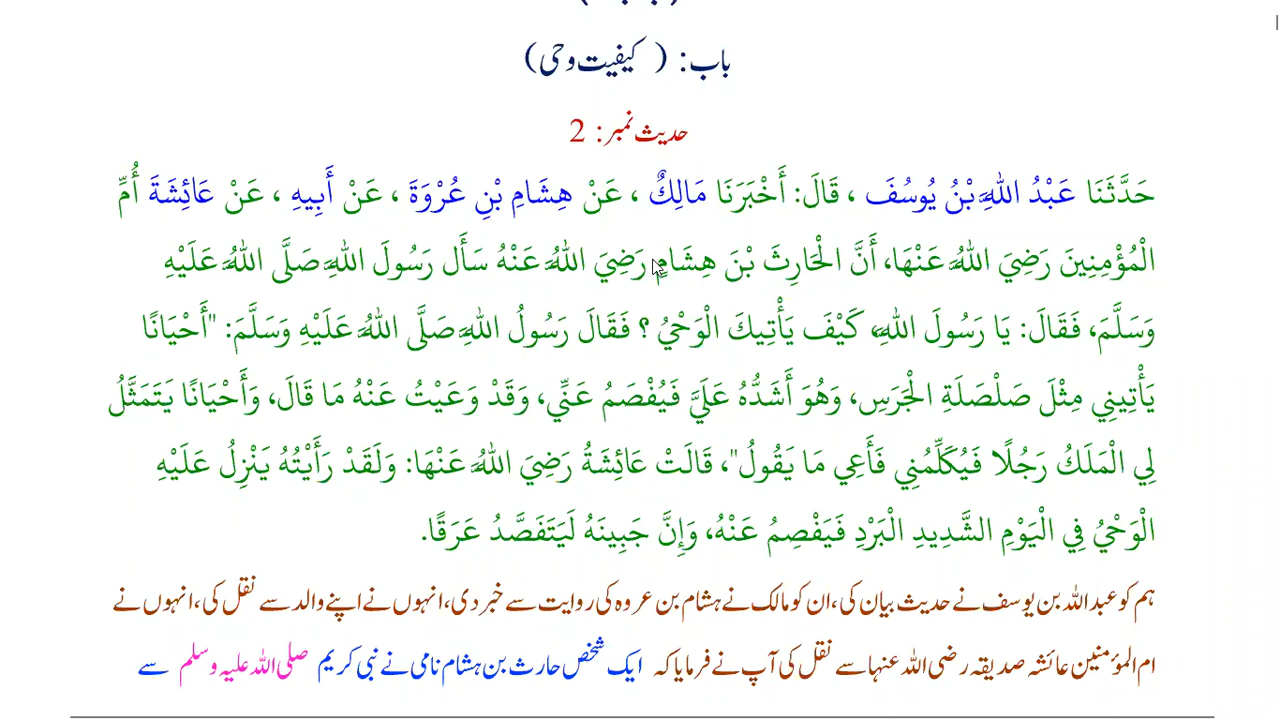 باب: ( کیفیت وحی)
حدیث نمبر: 2
حَدَّثَنَا عَبْدُ اللَّهِ بْنُ يُوسُفَ ، قَالَ: أَخْبَرَنَا مَالِكٌ ، عَنْ هِشَامِ بْنِ عُرْوَةَ ، عَنْ أَبِيهِ ، عَنْ عَائِشَةَ أُمِّ
الْمُؤْمِنِينَ رَضِيَ اللَّهُ عَنْهَا، أَنَّ الْحَارِثَ بْنَ هِشَامٍ رَضِيَ اللَّهُ عَنْهُ سَأَلَ رَسُولَ اللَّهِ صَلَّى اللَّهُ عَلَيْهِ
وَسَلَّمَ، فَقَالَ: يَا رَسُولَ اللَّهِ، كَيْفَ يَأْتِيكَ الْوَحْيُ ؟ فَقَالَ رَسُولُ اللَّهِ صَلَّى اللَّهُ عَلَيْهِ وَسَلَّمَ: "أَحْيَانًا
يَأْتِينِي مِثْلَ صَلْصَلَةِ الْجَرَسِ، وَهُوَ أَشَدُّهُ عَلَيَّ فَيُفْصَمُ عَنِّي، وَقَدْ وَعَيْتُ عَنْهُ مَا قَالَ، وَأَحْيَانًا يَتَمَثَّلُ
لِي الْمَلَكُ رَجُلًا فَيُكَلِّمُنِي فَأَعِي مَا يَقُولُ"، قَالَتْ عَائِشَةُ رَضِيَ اللَّهُ عَنْهَا: وَلَقَدْ رَأَيْتُهُ يَنْزِلُ عَلَيْهِ
الْوَحْيُ فِي الْيَوْمِ الشَّدِيدِ الْبَرْدِ فَيَفْصِمُ عَنْهُ، وَإِنَّ جَبِينَهُ لَيَتَفَصَّدُ عَرَقًا.
ہم کو عبداللہ بن یوسف نے حدیث بیان کی، ان کو مالک نے ہشام بن عروہ کی روایت سے خبر دی، انہوں نے اپنے والد سے نقل کی، انہوں نے
ام المؤمنین عائشہ صدیقہ رضی اللہ عنہا سے نقل کی آپ نے فرمایا کہ ایک شخص حارث بن ہشام نامی نے نبی کریم صلی اللہ علیہ وسلم سے